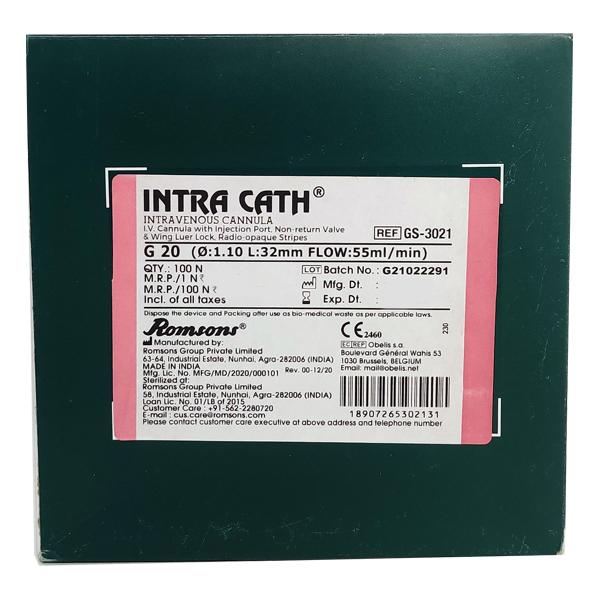 INTRA CATH®
INTRAVENOUS CANNULA
I.V. Cannula with Injection Port, Non-return Valve
& Wing Luer Lock, Radio-opaque Stripes
REF GS-3021
G 20 (Ø:1.10 L:32mm FLOW:55ml/min)
QTY.: 100 N
M.R.P./1 N₹
M.R.P./100 N₹
Incl. of all taxes
LOT Batch No. : G21022291
Mfg. Dt. :
Exp. Dt. :
Dispose the device and Packing after use as bio-medical waste as per applicable laws.
Romsons®
Manufactured by:
Romsons Group Private Limited
63-64, Industrial Estate, Nunhai, Agra-282006 (INDIA)
MADE IN INDIA
Mfg. Lic. No. MFG/MD/2020/000101 Rev. 00-12/20
Sterilized at:
Romsons Group Private Limited
58, Industrial Estate, Nunhai, Agra-282006 (INDIA)
Loan Lic. No. 01/LB of 2015
Customer Care : +91-562-2280720
E-mail : cus.care@romsons.com
Please contact customer care executive at above address and telephone number
CE 2460
EC REP Obelis s.a.
Boulevard Général Wahis 53
1030 Brussels, BELGIUM
Email: mail@obelis.net
230
18907265302131